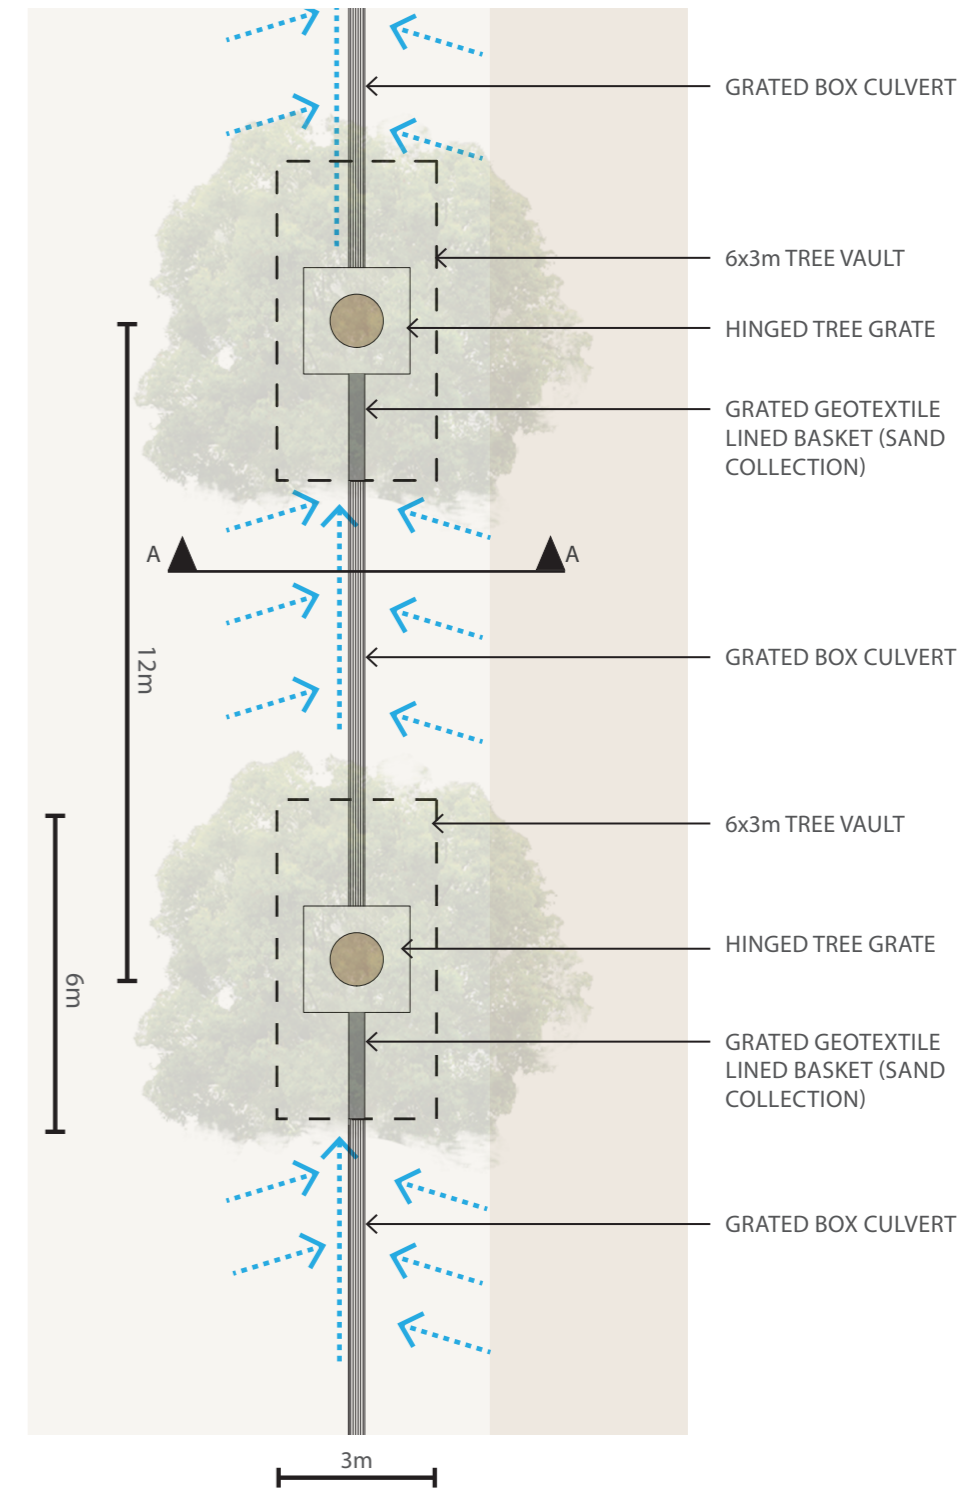 GRATED BOX CULVERT
6x3m TREE VAULT
HINGED TREE GRATE
GRATED GEOTEXTILE
LINED BASKET (SAND
COLLECTION)
A
A
12m
GRATED BOX CULVERT
6x3m TREE VAULT
6m
HINGED TREE GRATE
GRATED GEOTEXTILE
LINED BASKET (SAND
COLLECTION)
GRATED BOX CULVERT
3m